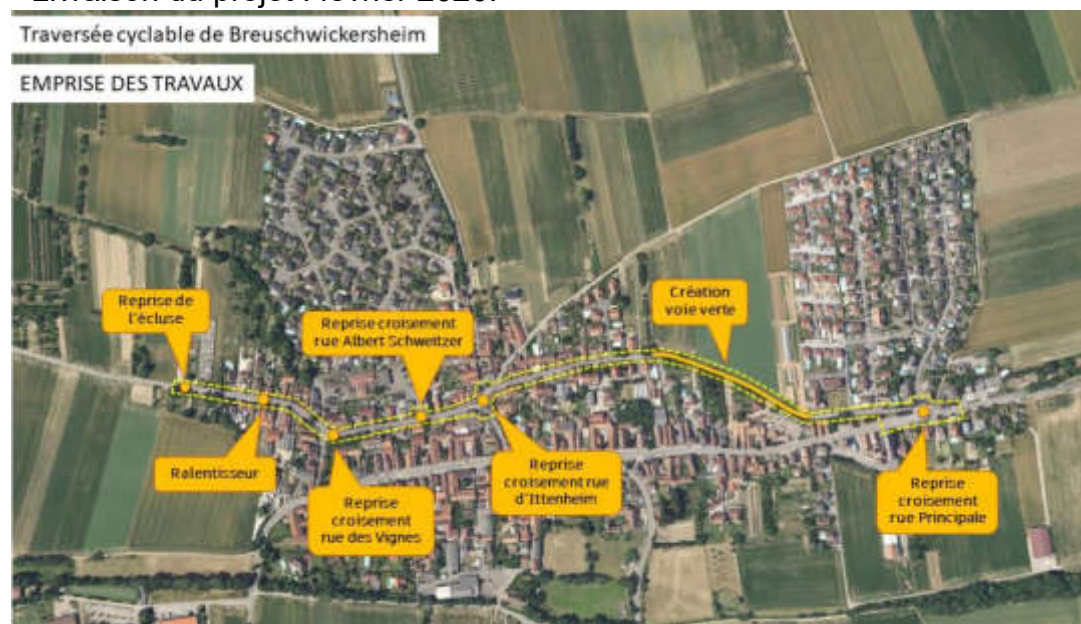 Traversée cyclable de Breuschwickersheim
EMPRISE DES TRAVAUX
Reprise de
l'écluse
Reprise croisement
rue Albert Schweitzer
Création
voie verte
Ralentisseur
Reprise
croisement
rue des Vignes
Reprise
croisement rue
d'Ittenheim
Reprise
croisement
rue Principale